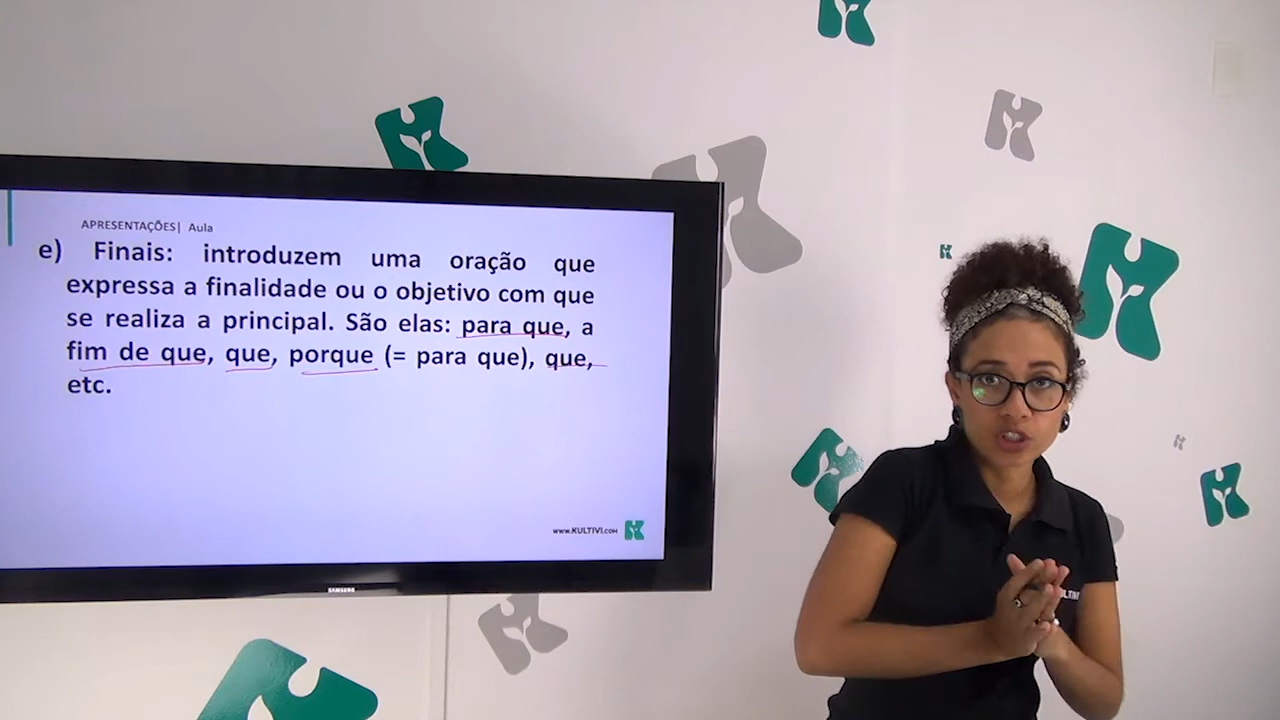 APRESENTAÇÕES| Aula
e) Finais: introduzem uma oração que
expressa a finalidade ou o objetivo com que
se realiza a principal. São elas: para que, a
fim de que, que, porque (= para que), que,
etc.
www.KULTIVI.com
SAMSUNG